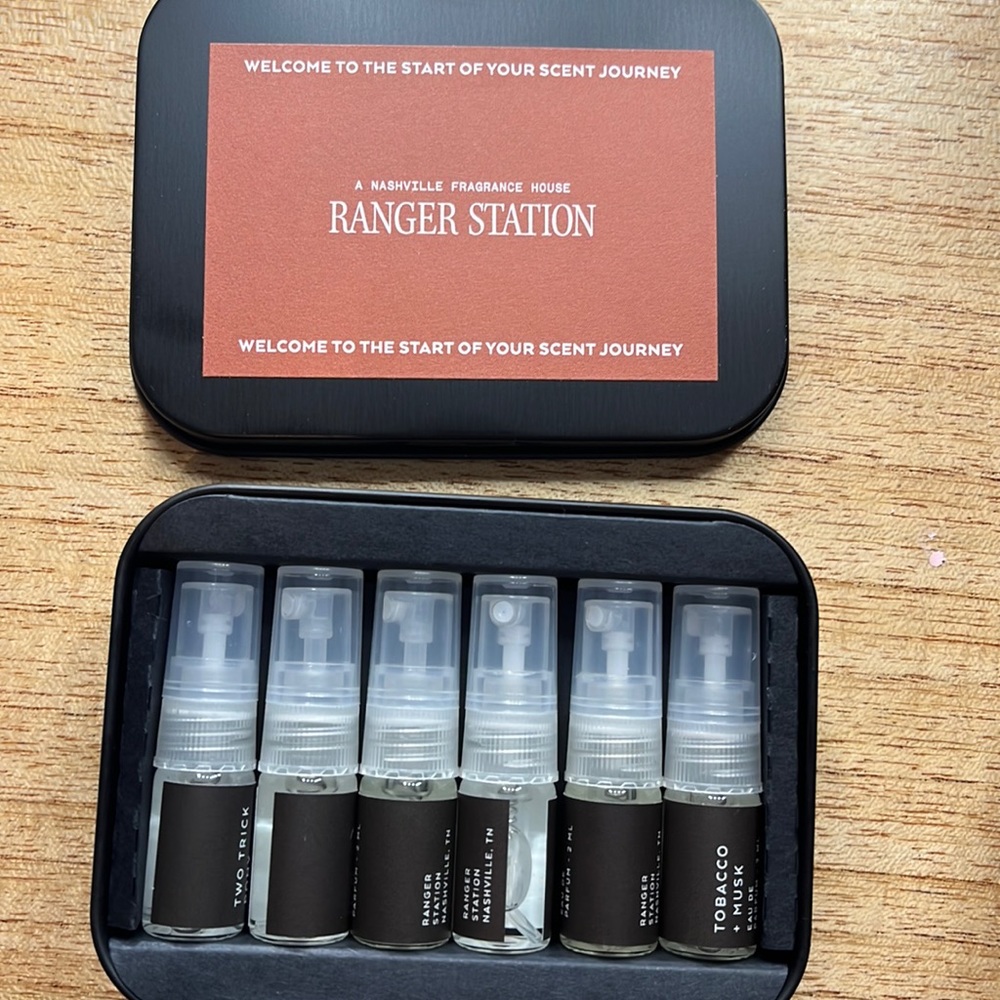 WELCOME TO THE START OF YOUR SCENT JOURNEY
A NASHVILLE FRAGRANCE HOUSE
RANGER STATION
WELCOME TO THE START OF YOUR SCENT JOURNEY
TWO TRICK
PARFUM
RANGER
STATION
NASHVILLE, TN
RANGER
STATION
NASHVILLE, TN
PARFUM · 2 ML
RANGER
STATION
NASHVILLE, TN
TOBACCO
+ MUSK
EAU DE